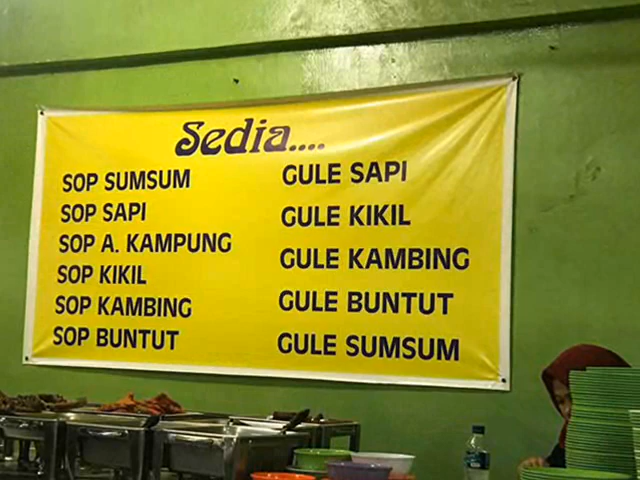 Sedia....
SOP SUMSUM
SOP SAPI
SOP A. KAMPUNG
SOP KIKIL
SOP KAMBING
SOP BUNTUT
GULE SAPI
GULE KIKIL
GULE KAMBING
GULE BUNTUT
GULE SUMSUM